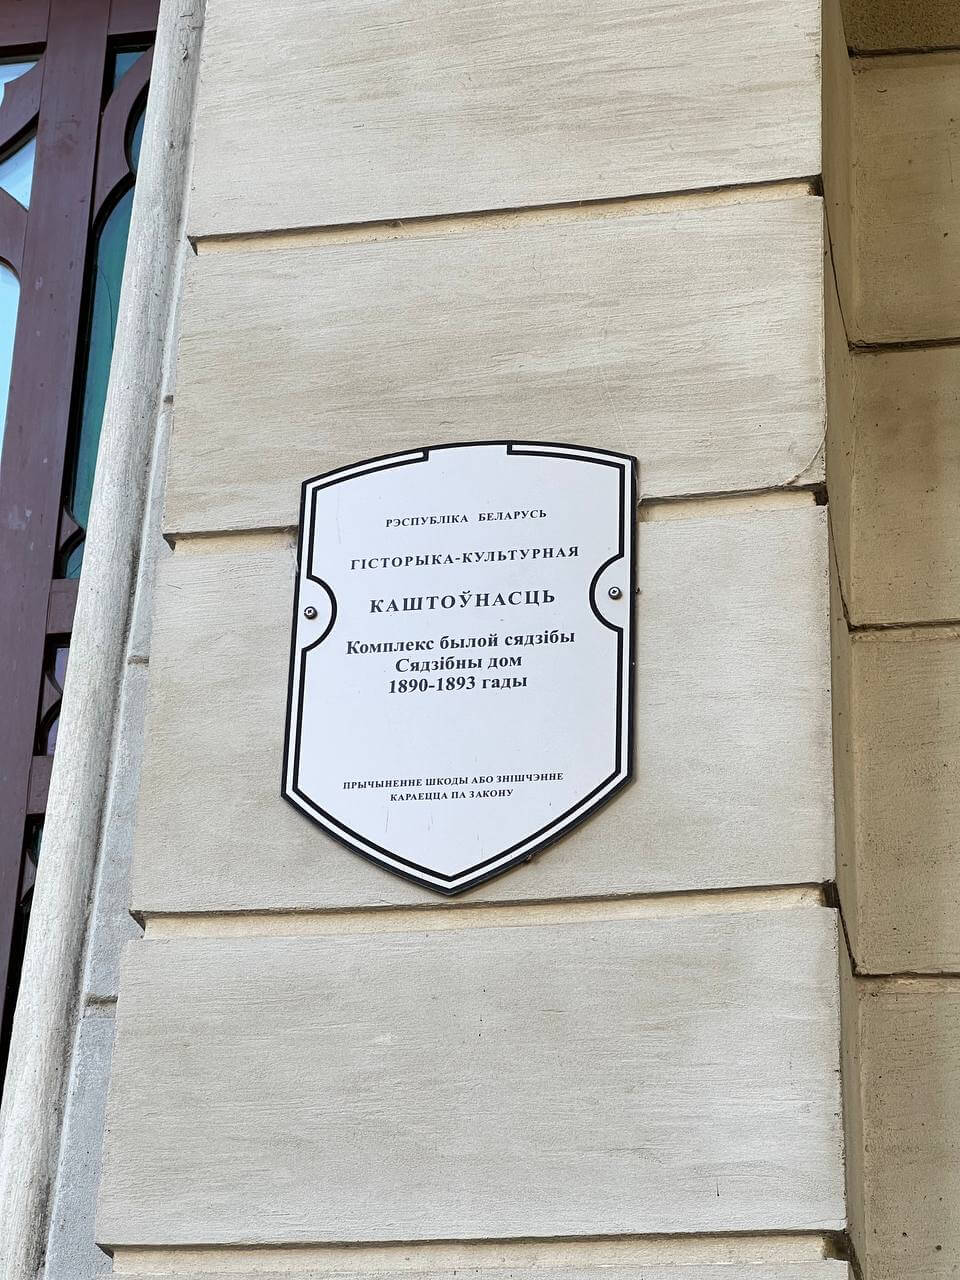 РЭСПУБЛІКА БЕЛАРУСЬ
ГІСТОРЫКА-КУЛЬТУРНАЯ
КАШТОЎНАСЦЬ
Комплекс былой сядзібы
Сядзібны дом
1890-1893 гады
ПРЫЧЫНЕННЕ ШКОДЫ АБО ЗНІШЧЭННЕ
КАРАЕЦЦА ПА ЗАКОНУ